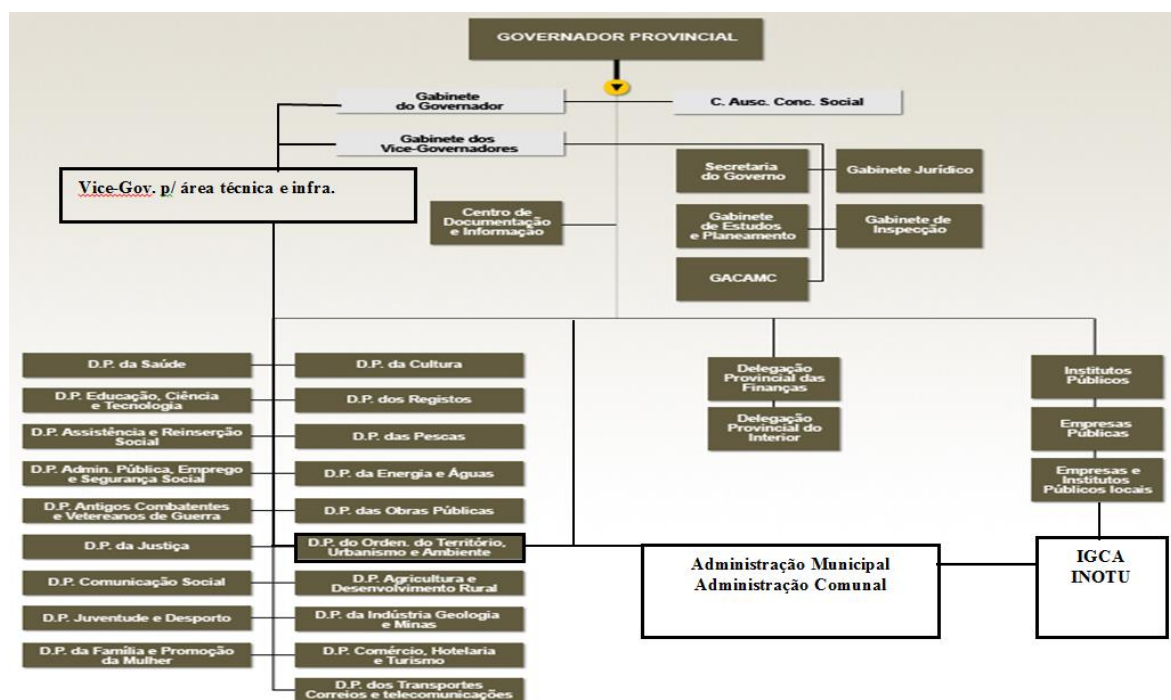 GOVERNADOR PROVINCIAL
Gabinete
do Governador
C. Ausc. Conc. Social
Gabinete dos
Vice-Governadores
Vice-Gov. p/ área técnica e infra.
Secretaria
do Governo
Gabinete Jurídico
Centro de
Documentação
e Informação
Gabinete
de Estudos
e Planeamento
Gabinete de
Inspecção
GACAMC
D.P. da Saúde
D.P. da Cultura
Delegação
Provincial das
Finanças
Institutos
Públicos
D.P. Educação, Ciência
e Tecnologia
D.P. dos Registos
Delegação
Provincial do
Interior
Empresas
Públicas
D.P. Assistência e Reinserção
Social
D.P. das Pescas
D.P. Admin. Pública, Emprego
e Segurança Social
D.P. da Energia e Águas
Empresas e
Institutos
Públicos locais
D.P. Antigos Combatentes
e Vetereanos de Guerra
D.P. das Obras Públicas
D.P. da Justiça
D.P. do Orden. do Território,
Urbanismo e Ambiente
Administração Municipal
Administração Comunal
IGCA
INOTU
D.P. Comunicação Social
D.P. Agricultura e
Desenvolvimento Rural
D.P. Juventude e Desporto
D.P. da Indústria Geologia
e Minas
D.P. da Família e Promoção
da Mulher
D.P. Comércio, Hotelaria
e Turismo
D.P. dos Transportes
Correios e telecomunicações